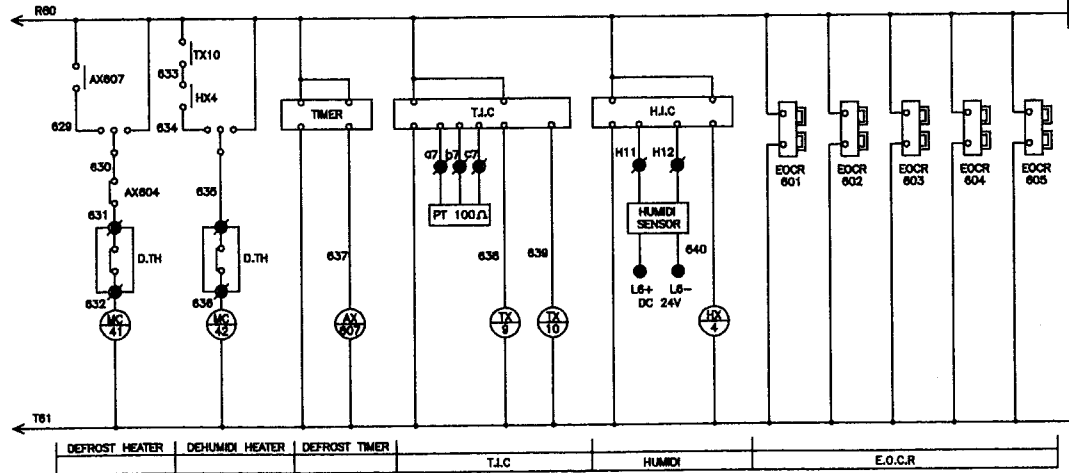 R60
AX607
TX10
633
HX4
629
634
630
AX604
635
631
D.TH
D.TH
632
636
MC
41
MC
42
TIMER
637
AX
607
T.I.C
a7 b7 c7
PT 100Ω
638
639
TX
9
TX
10
H.I.C
H11 H12
HUMIDI
SENSOR
640
L6+ L6-
DC 24V
HX
4
EOCR
601
EOCR
602
EOCR
603
EOCR
604
EOCR
605
T61
DEFROST HEATER DEHUMIDI HEATER DEFROST TIMER T.I.C HUMIDI E.O.C.R